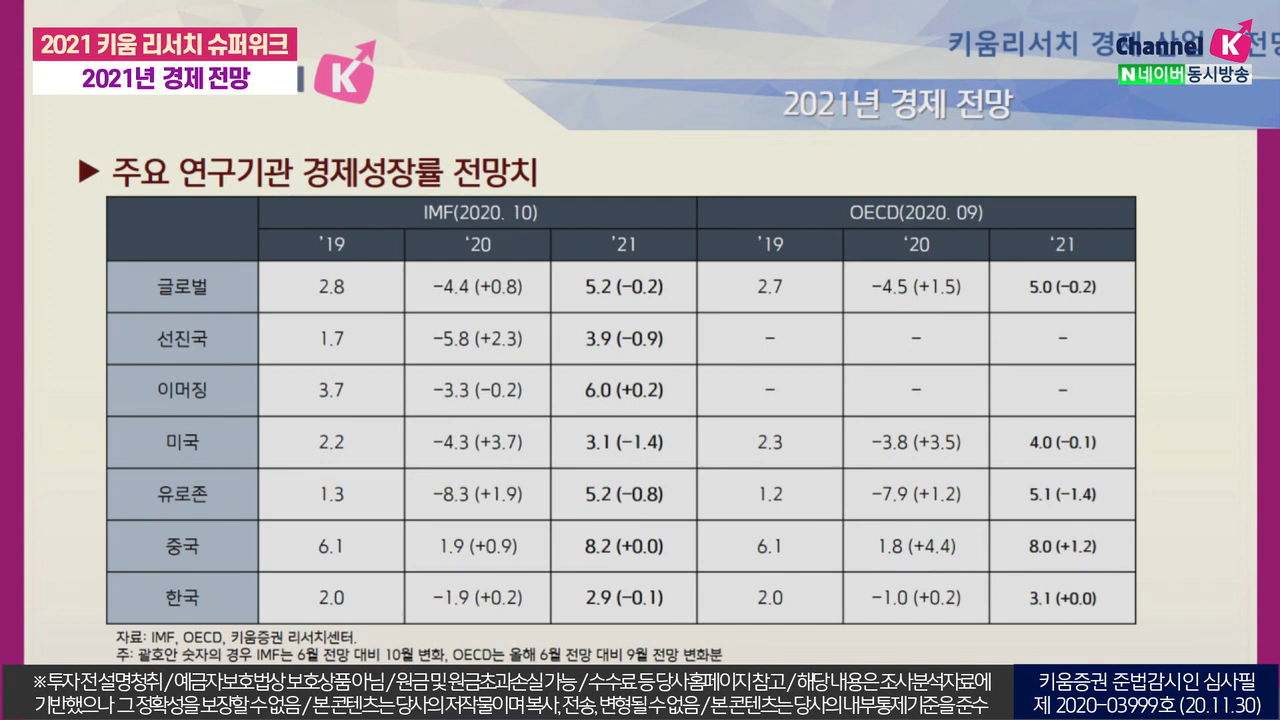 2021 키움 리서치 슈퍼위크
2021년 경제 전망
K
키움리서치 경제
Channel K
N 네이버 동시방송
2021년 경제 전망
▶ 주요 연구기관 경제성장률 전망치
IMF(2020. 10) OECD(2020. 09)
’19 ‘20 ’21 ’19 ‘20 ‘21
글로벌 2.8 −4.4 (+0.8) 5.2 (−0.2) 2.7 −4.5 (+1.5) 5.0 (−0.2)
선진국 1.7 −5.8 (+2.3) 3.9 (−0.9) − − −
이머징 3.7 −3.3 (−0.2) 6.0 (+0.2) − − −
미국 2.2 −4.3 (+3.7) 3.1 (−1.4) 2.3 −3.8 (+3.5) 4.0 (−0.1)
유로존 1.3 −8.3 (+1.9) 5.2 (−0.8) 1.2 −7.9 (+1.2) 5.1 (−1.4)
중국 6.1 1.9 (+0.9) 8.2 (+0.0) 6.1 1.8 (+4.4) 8.0 (+1.2)
한국 2.0 −1.9 (+0.2) 2.9 (−0.1) 2.0 −1.0 (+0.2) 3.1 (+0.0)
자료: IMF, OECD, 키움증권 리서치센터.
주: 괄호안 숫자의 경우 IMF는 6월 전망 대비 10월 변화, OECD는 올해 6월 전망 대비 9월 전망 변화분
※ 투자 전 설명청취 / 예금자보호법상 보호상품 아님 / 원금 및 원금초과손실 가능 / 수수료 등 당사 홈페이지 참고 / 해당 내용은 조사분석자료에
기반했으나 그 정확성을 보장할 수 없음 / 본 콘텐츠는 당사의 저작물이며 복사, 전송, 변형될 수 없음 / 본 콘텐츠는 당사의 내부통제기준을 준수
키움증권 준법감시인 심사필
제 2020-03999호 (20.11.30)